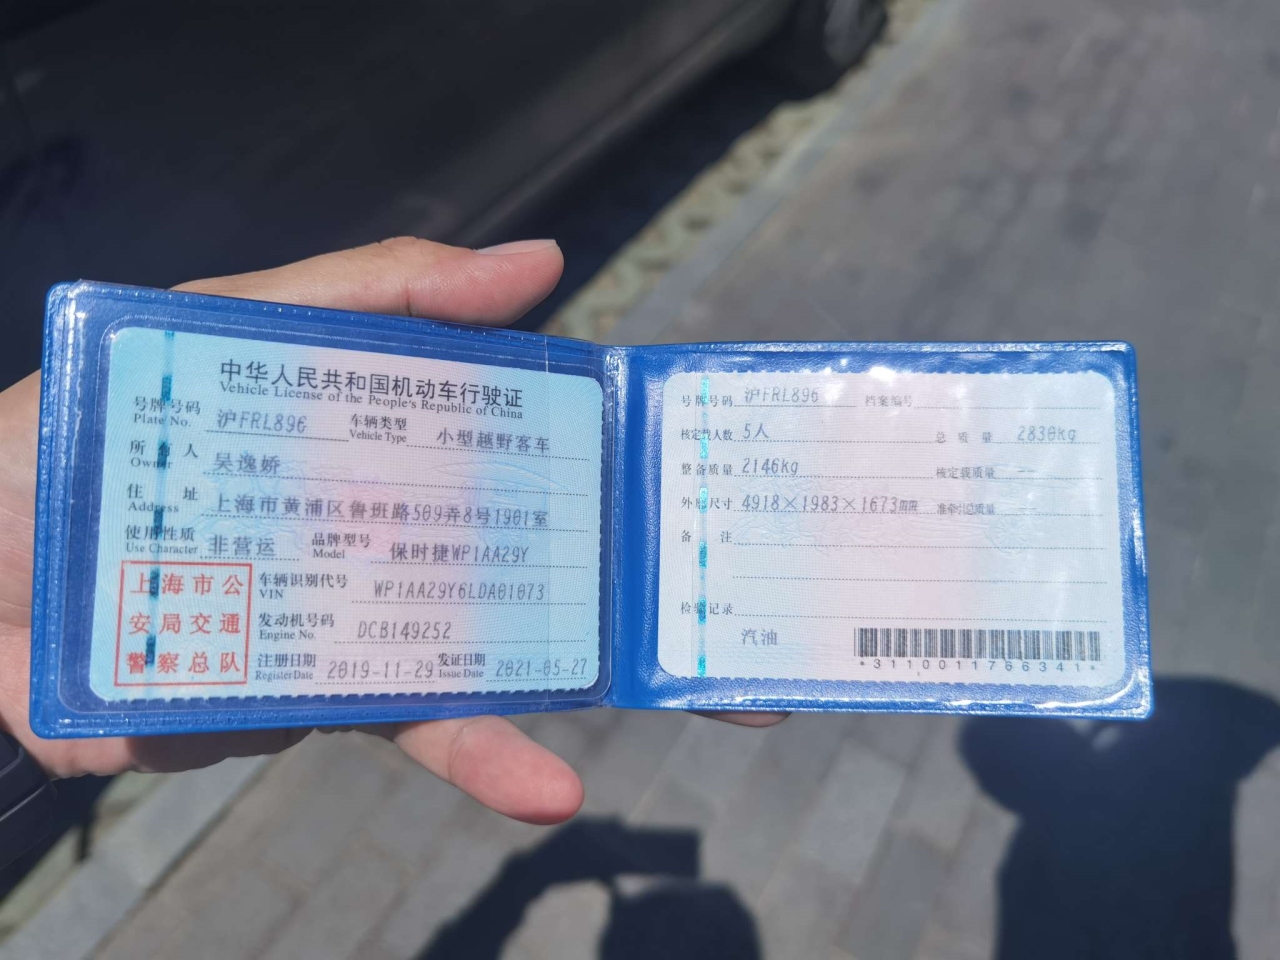 中华人民共和国机动车行驶证
Vehicle License of the People's Republic of China
号牌号码 Plate No. 沪FRL896 车辆类型 Vehicle Type 小型越野客车
所有人 Owner 吴逸娇
住址 Address 上海市黄浦区鲁班路509弄8号1901室
使用性质 Use Character 非营运 品牌型号 Model 保时捷WP1AA29Y
车辆识别代号 VIN WP1AA29Y6LDA01073
发动机号码 Engine No. DCB149252
注册日期 Register Date 2019-11-29 发证日期 Issue Date 2021-05-27
上海市公
安局交通
警察总队
号牌号码 沪FRL896 档案编号
核定载人数 5人 总质量 2830kg
整备质量 2146kg 核定载质量 —
外廓尺寸 4918×1983×1673mm 准牵引总质量 —
备注
检验记录
汽油
*3110011766341*